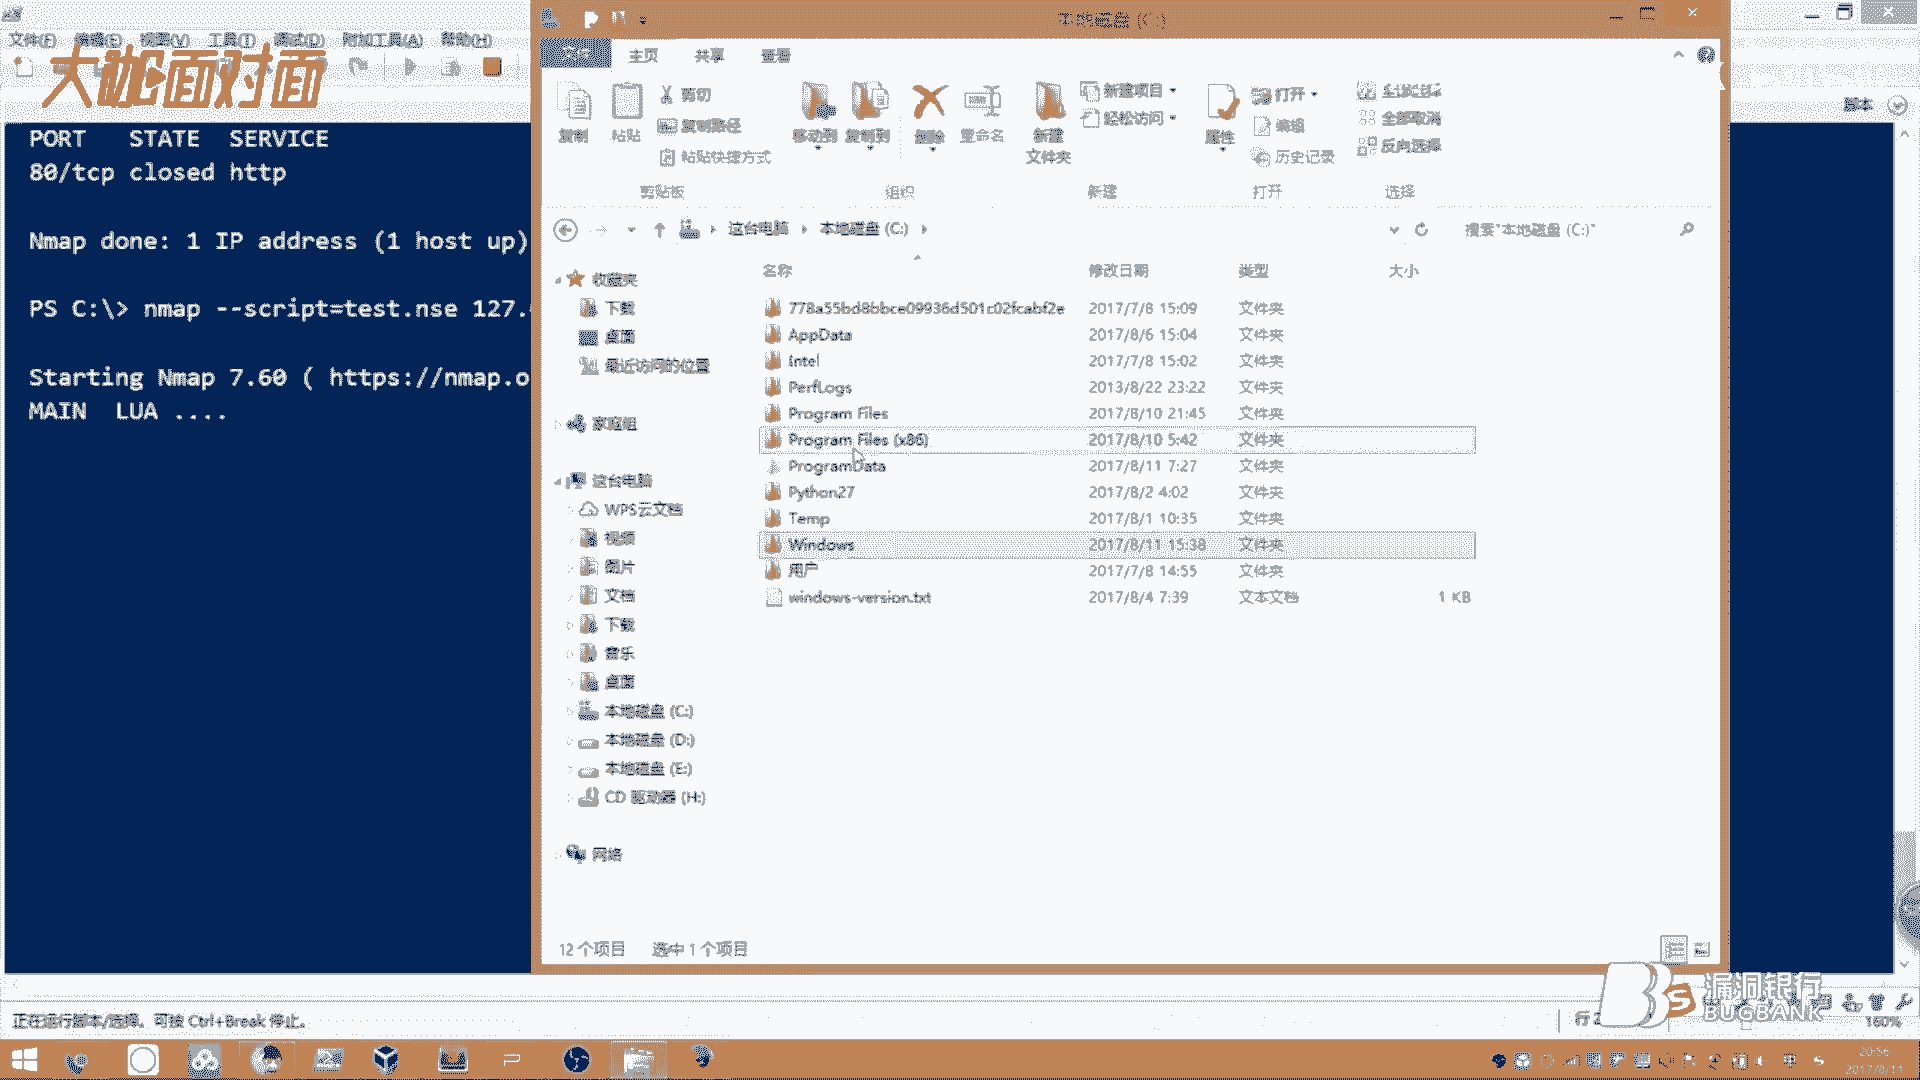 文件(F) 编辑(E) 视图(V) 工具(T) 调试(D) 附加工具(A) 帮助(H)
大咖面对面
PORT STATE SERVICE
80/tcp closed http
Nmap done: 1 IP address (1 host up)
PS C:\> nmap --script=test.nse 127.
Starting Nmap 7.60 ( https://nmap.o
MAIN LUA ....
正在运行脚本/选择。可按 Ctrl+Break 停止。
本地磁盘 (C:)
文件 主页 共享 查看
复制
粘贴
剪切
复制路径
粘贴快捷方式
剪贴板
移动到 复制到 删除 重命名
组织
新建
文件夹
新建项目
轻松访问
新建
属性
打开
编辑
历史记录
打开
全部选择
全部取消
反向选择
选择
这台电脑 本地磁盘 (C:)
搜索"本地磁盘 (C:)"
名称 修改日期 类型 大小
778a55bd8bbce09936d501c02fcabf2e 2017/7/8 15:09 文件夹
AppData 2017/8/6 15:04 文件夹
Intel 2017/7/8 15:02 文件夹
PerfLogs 2013/8/22 23:22 文件夹
Program Files 2017/8/10 21:45 文件夹
Program Files (x86) 2017/8/10 5:42 文件夹
ProgramData 2017/8/11 7:27 文件夹
Python27 2017/8/2 4:02 文件夹
Temp 2017/8/1 10:35 文件夹
Windows 2017/8/11 15:38 文件夹
用户 2017/7/8 14:55 文件夹
windows-version.txt 2017/8/4 7:39 文本文档 1 KB
收藏夹
下载
桌面
最近访问的位置
家庭组
这台电脑
WPS云文档
视频
图片
文档
下载
音乐
桌面
本地磁盘 (C:)
本地磁盘 (D:)
本地磁盘 (E:)
CD 驱动器 (H:)
网络
12 个项目 选中 1 个项目
脚本
行
漏洞银行
BUGBANK
160%
20:56
2017/8/11